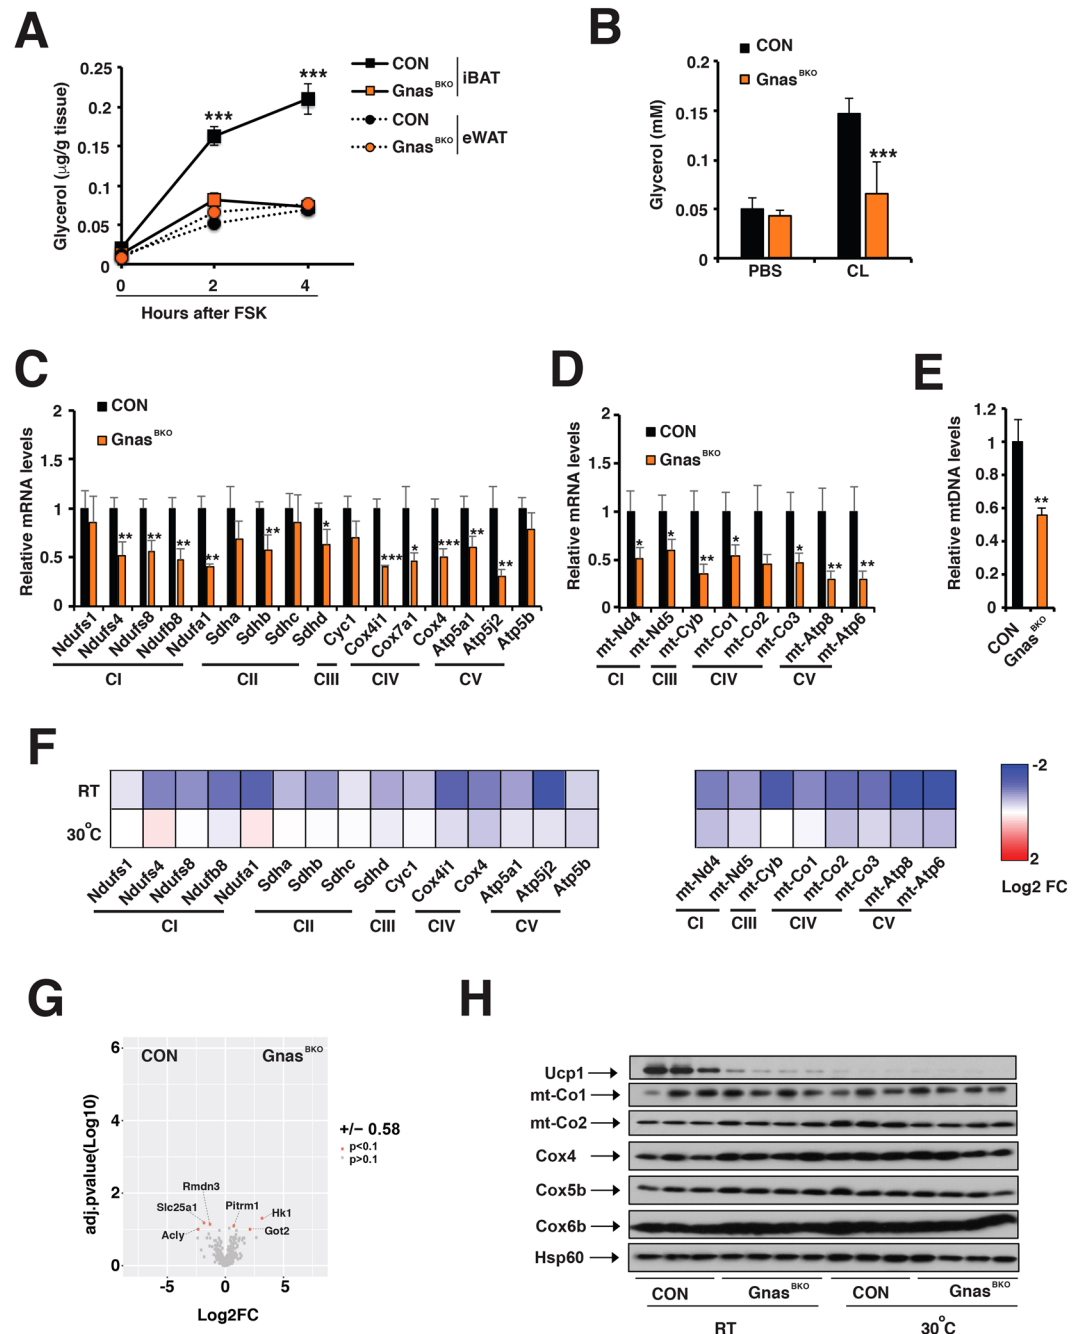 A
0.25
0.2
0.15
0.1
0.05
0
Glycerol (µg/g tissue)
***
***
0 2 4
Hours after FSK
CON
Gnas BKO
iBAT
CON
Gnas BKO
eWAT
B
CON
Gnas BKO
0.2
0.15
0.1
0.05
0
Glycerol (mM)
***
PBS CL
C
CON
Gnas BKO
2
1.5
1
0.5
0
Relative mRNA levels
** ** ** ** ** * *** * *** ** **
Ndufs1 Ndufs4 Ndufs8 Ndufb8 Ndufa1 Sdha Sdhb Sdhc Sdhd Cyc1 Cox4i1 Cox7a1 Cox4 Atp5a1 Atp5j2 Atp5b
CI CII CIII CIV CV
D
CON
Gnas BKO
2
1.5
1
0.5
0
Relative mRNA levels
* * ** * * ** **
mt-Nd4 mt-Nd5 mt-Cyb mt-Co1 mt-Co2 mt-Co3 mt-Atp8 mt-Atp6
CI CIII CIV CV
E
1.2
1
0.8
0.6
0.4
0.2
0
Relative mtDNA levels
**
CON Gnas BKO
F
RT
30°C
Ndufs1 Ndufs4 Ndufs8 Ndufb8 Ndufa1 Sdha Sdhb Sdhc Sdhd Cyc1 Cox4i1 Cox4 Atp5a1 Atp5j2 Atp5b
CI CII CIII CIV CV
mt-Nd4 mt-Nd5 mt-Cyb mt-Co1 mt-Co2 mt-Co3 mt-Atp8 mt-Atp6
CI CIII CIV CV
-2
2
Log2 FC
G
CON Gnas BKO
6
4
2
0
adj.pvalue(Log10)
Rmdn3
Slc25a1
Acly
Pitrm1
Hk1
Got2
-5 0 5
Log2FC
+/− 0.58
p<0.1
p>0.1
H
Ucp1
mt-Co1
mt-Co2
Cox4
Cox5b
Cox6b
Hsp60
CON Gnas BKO CON Gnas BKO
RT 30°C